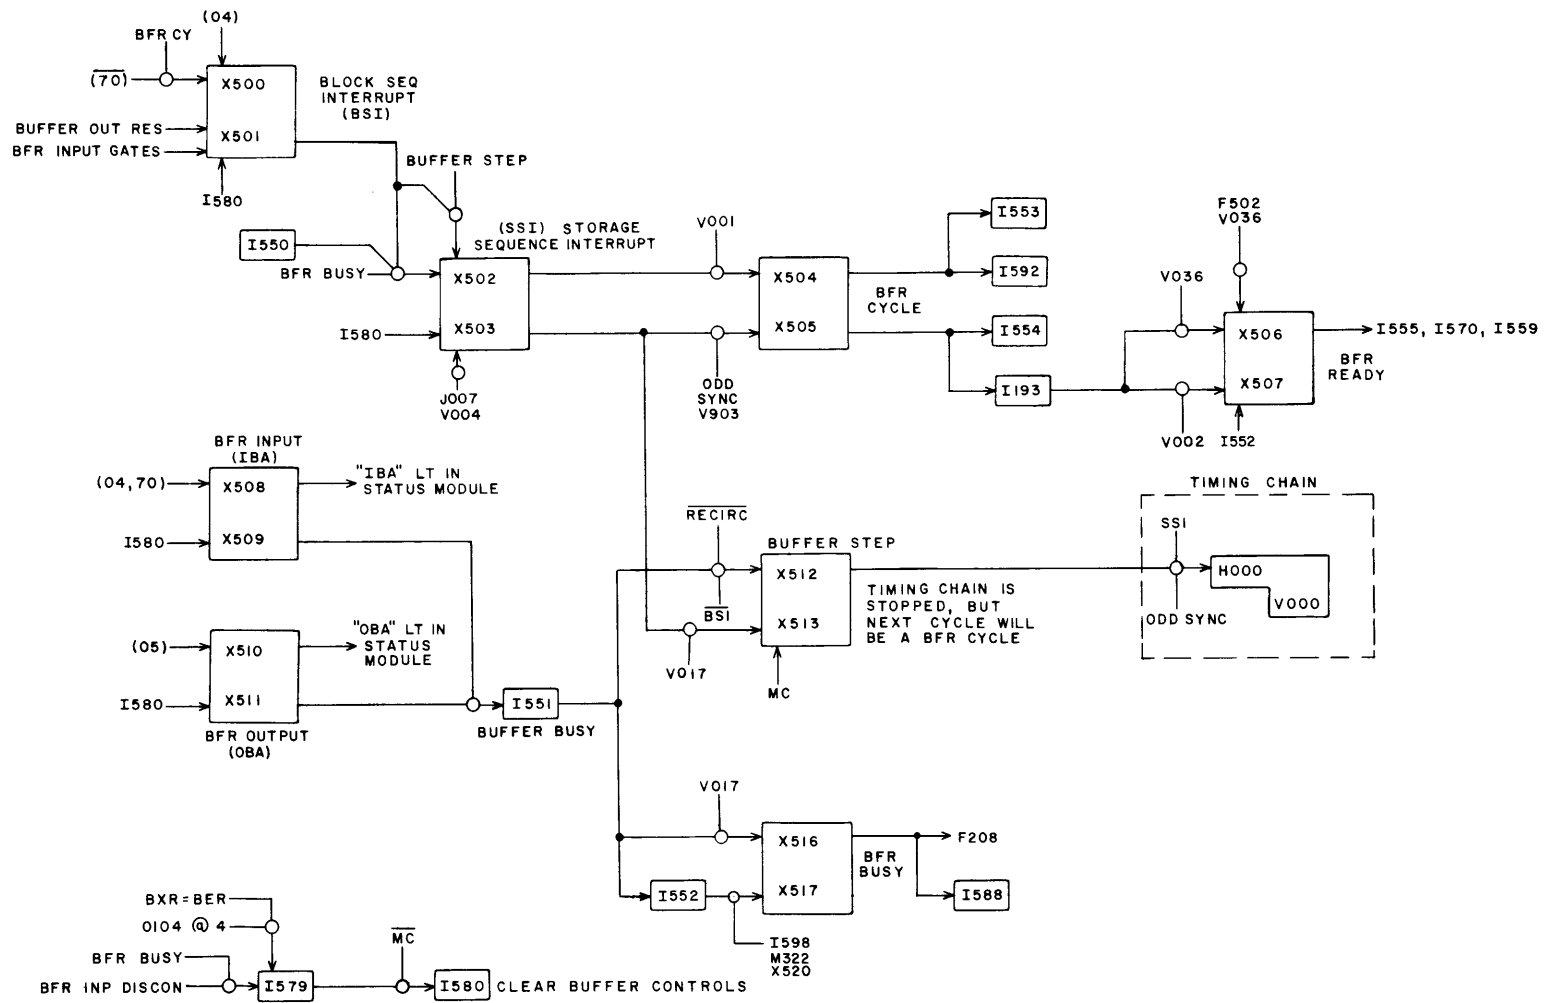 (04)
BFR CY
(70)
X500
X501
BLOCK SEQ
INTERRUPT
(BSI)
BUFFER OUT RES
BFR INPUT GATES
I580
BUFFER STEP
I550
BFR BUSY
(SSI) STORAGE
SEQUENCE INTERRUPT
X502
X503
I580
J007
V004
V001
X504
X505
BFR
CYCLE
ODD
SYNC
V903
I553
I592
I554
I193
F502
V036
V036
X506
X507
I555, I570, I559
BFR
READY
V002
I552
BFR INPUT
(IBA)
(04,70)
X508
X509
"IBA" LT IN
STATUS MODULE
I580
(05)
X510
X511
"OBA" LT IN
STATUS
MODULE
I580
BFR OUTPUT
(OBA)
I551
BUFFER BUSY
RECIRC
BSI
BUFFER STEP
X512
X513
TIMING CHAIN IS
STOPPED, BUT
NEXT CYCLE WILL
BE A BFR CYCLE
V017
MC
TIMING CHAIN
SSI
H000
V000
ODD SYNC
V017
X516
X517
BFR
BUSY
F208
I588
I552
I598
M322
X520
BXR=BER
0104 @ 4
BFR BUSY
BFR INP DISCON
I579
MC
I580
CLEAR BUFFER CONTROLS